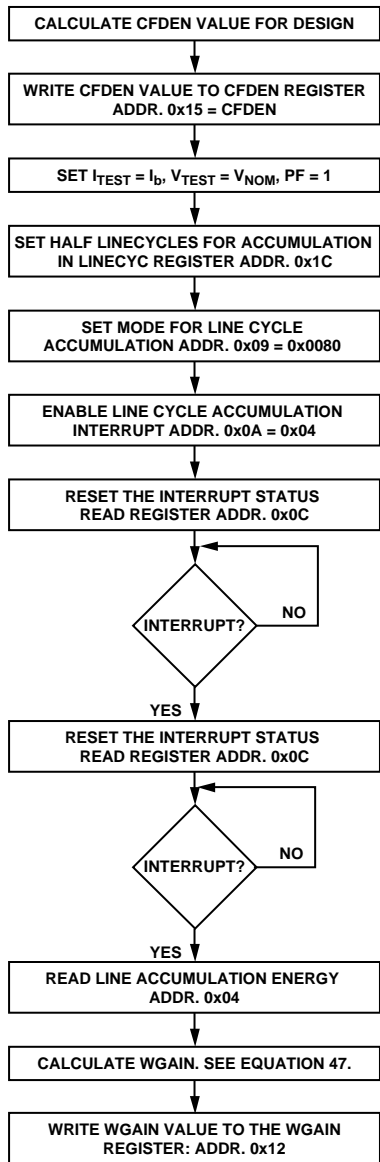 CALCULATE CFDEN VALUE FOR DESIGN
WRITE CFDEN VALUE TO CFDEN REGISTER
ADDR. 0x15 = CFDEN
SET I_TEST = I_b, V_TEST = V_NOM, PF = 1
SET HALF LINECYCLES FOR ACCUMULATION
IN LINECYC REGISTER ADDR. 0x1C
SET MODE FOR LINE CYCLE
ACCUMULATION ADDR. 0x09 = 0x0080
ENABLE LINE CYCLE ACCUMULATION
INTERRUPT ADDR. 0x0A = 0x04
RESET THE INTERRUPT STATUS
READ REGISTER ADDR. 0x0C
INTERRUPT?
NO
YES
RESET THE INTERRUPT STATUS
READ REGISTER ADDR. 0x0C
INTERRUPT?
NO
YES
READ LINE ACCUMULATION ENERGY
ADDR. 0x04
CALCULATE WGAIN. SEE EQUATION 47.
WRITE WGAIN VALUE TO THE WGAIN
REGISTER: ADDR. 0x12